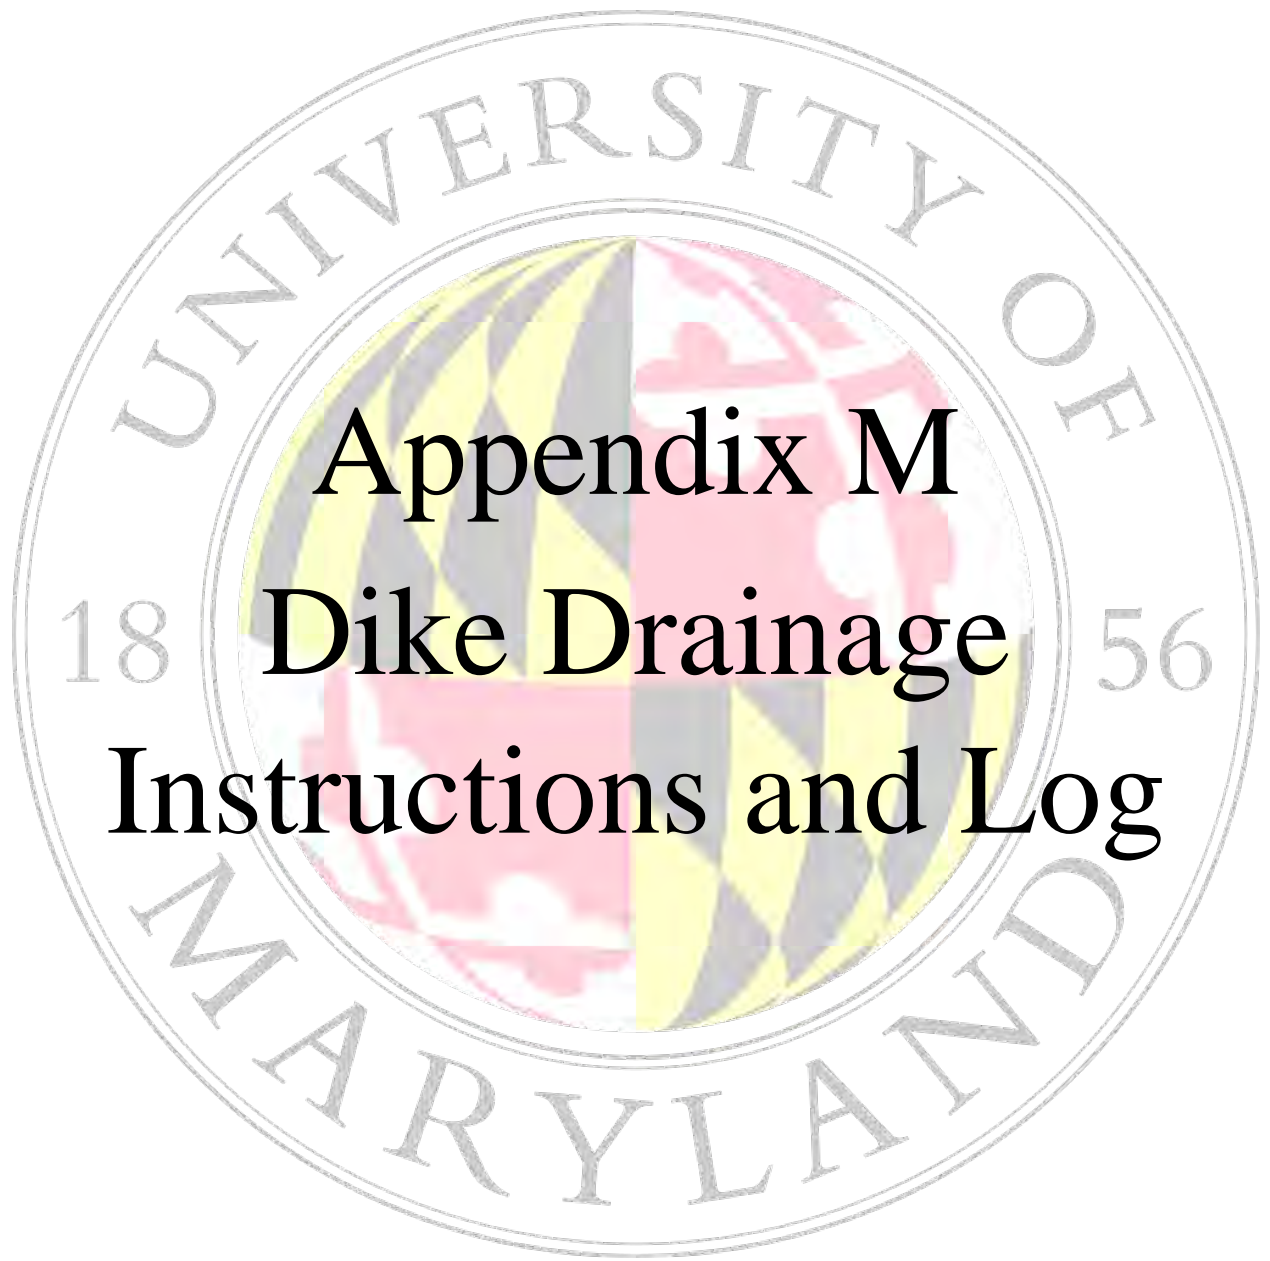 UNIVERSITY OF
Appendix M
18
56
Dike Drainage
Instructions and Log
MARYLAND